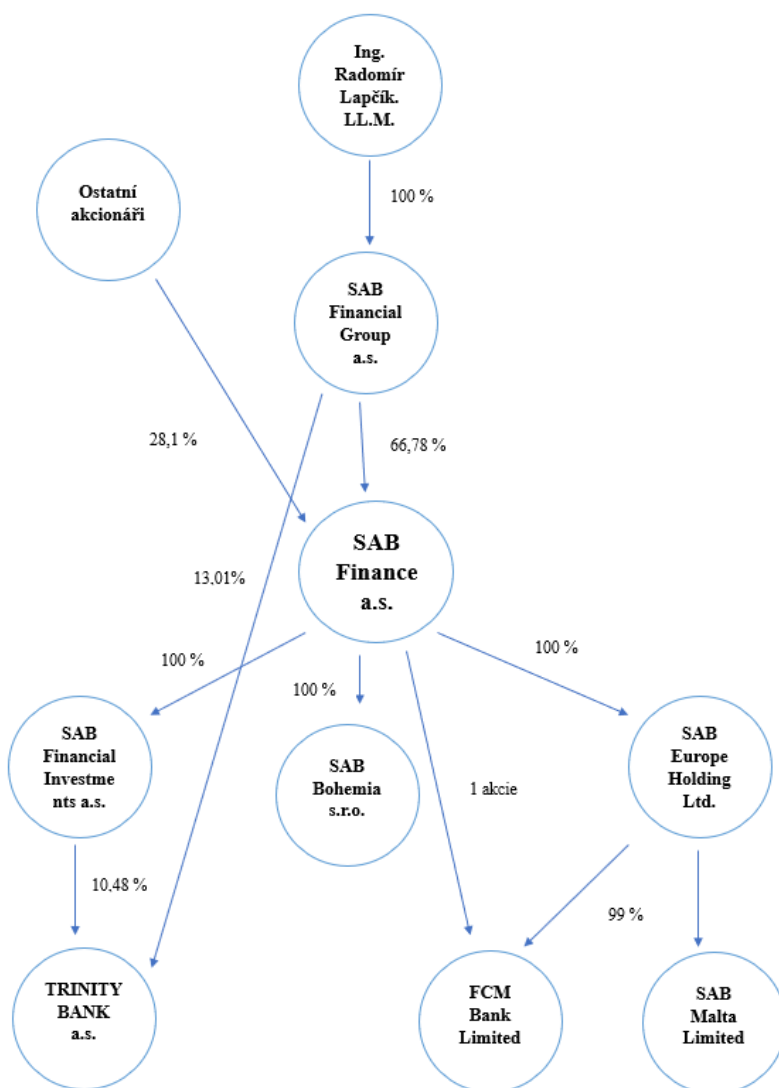 Ing.
Radomír
Lapčík.
LL.M.
Ostatní
akcionáři
100 %
SAB
Financial
Group
a.s.
28,1 %
66,78 %
SAB
Finance
a.s.
13,01%
100 %
100 %
100 %
SAB
Financial
Investme
nts a.s.
SAB
Bohemia
s.r.o.
1 akcie
SAB
Europe
Holding
Ltd.
10,48 %
99 %
TRINITY
BANK
a.s.
FCM
Bank
Limited
SAB
Malta
Limited